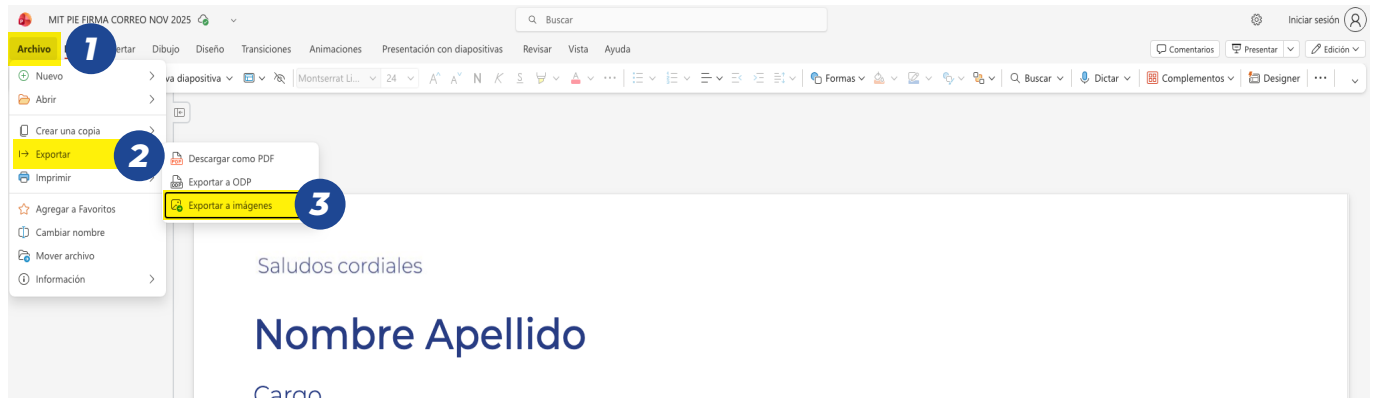 MIT PIE FIRMA CORREO NOV 2025
Buscar
Iniciar sesión
Archivo
1
ertar
Dibujo
Diseño
Transiciones
Animaciones
Presentación con diapositivas
Revisar
Vista
Ayuda
Comentarios
Presentar
Edición
Nuevo
va diapositiva
Montserrat Li...
24
A^ A˅ N K S
A
Formas
Buscar
Dictar
Complementos
Designer
Abrir
Crear una copia
Exportar
2
Descargar como PDF
Imprimir
Exportar a ODP
Exportar a imágenes
3
Agregar a Favoritos
Cambiar nombre
Mover archivo
Información
Saludos cordiales
Nombre Apellido
Cargo